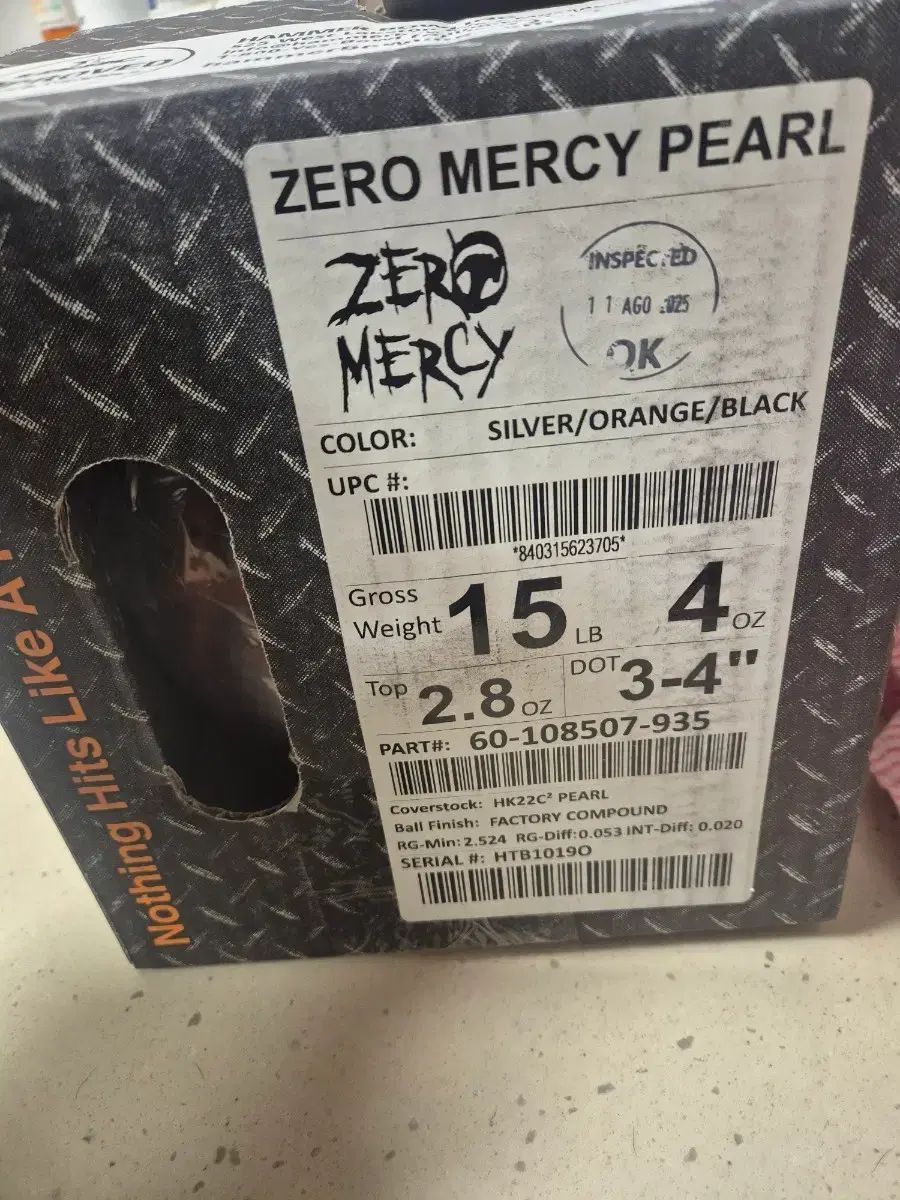 ZERO MERCY PEARL
ZERO
MERCY
INSPECTED
11 AGO 2025
OK
COLOR: SILVER/ORANGE/BLACK
UPC #:
*840315623705*
Gross
Weight 15 LB 4 OZ
Top 2.8 OZ DOT 3-4"
PART#: 60-108507-935
Coverstock: HK22C² PEARL
Ball Finish: FACTORY COMPOUND
RG-Min: 2.524 RG-Diff: 0.053 INT-Diff: 0.020
SERIAL #: HTB1019O
Nothing Hits Like A